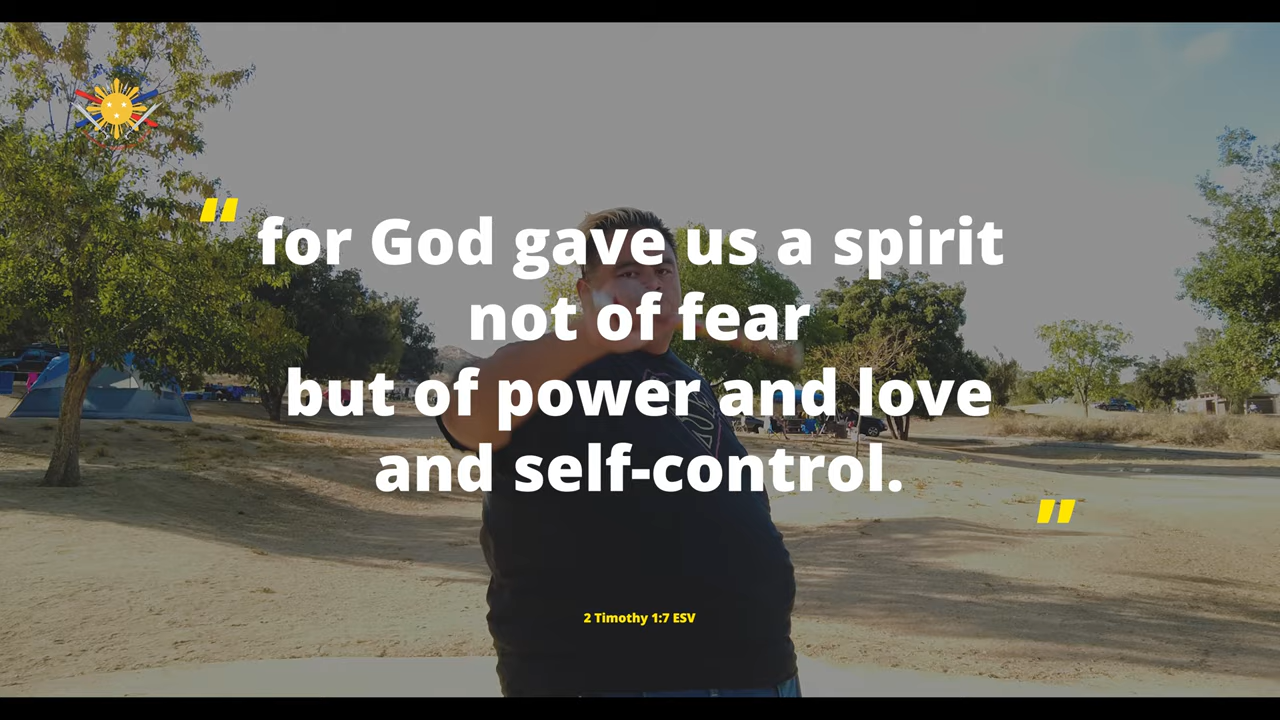 "for God gave us a spirit
not of fear
but of power and love
and self-control."
2 Timothy 1:7 ESV